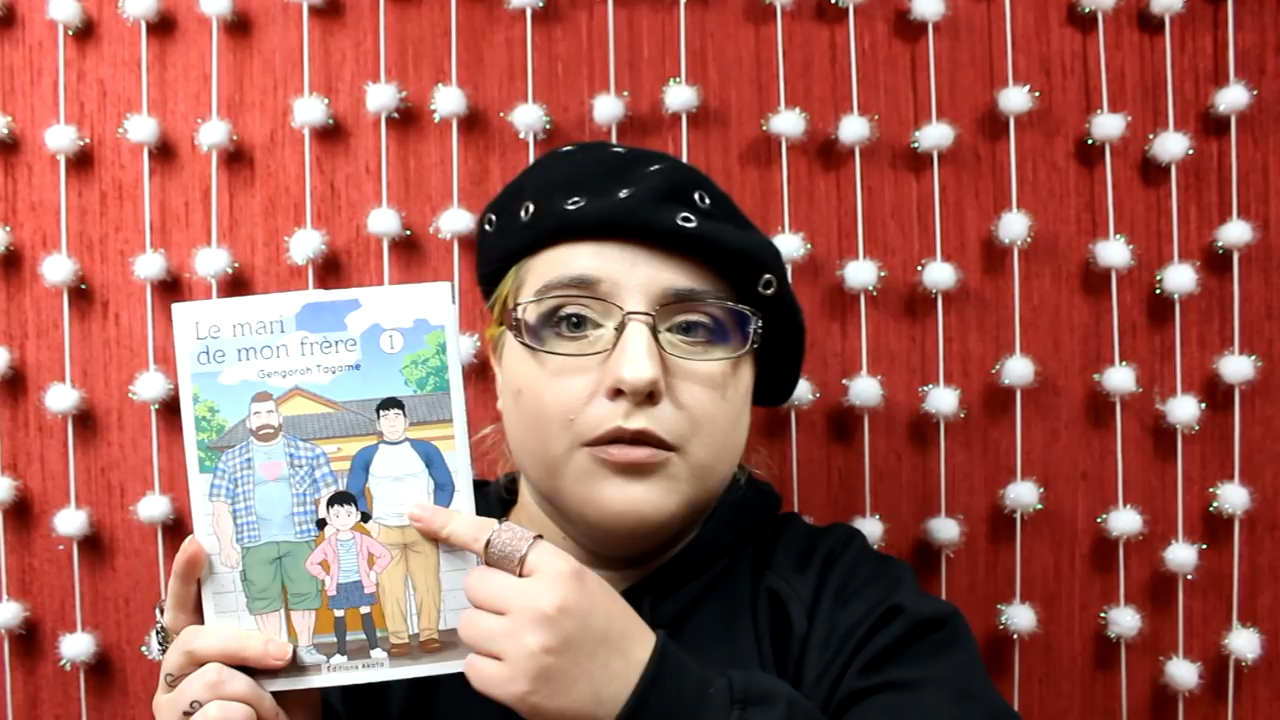 Le mari
de mon frère
1
Gengoroh Tagame
Éditions Akata